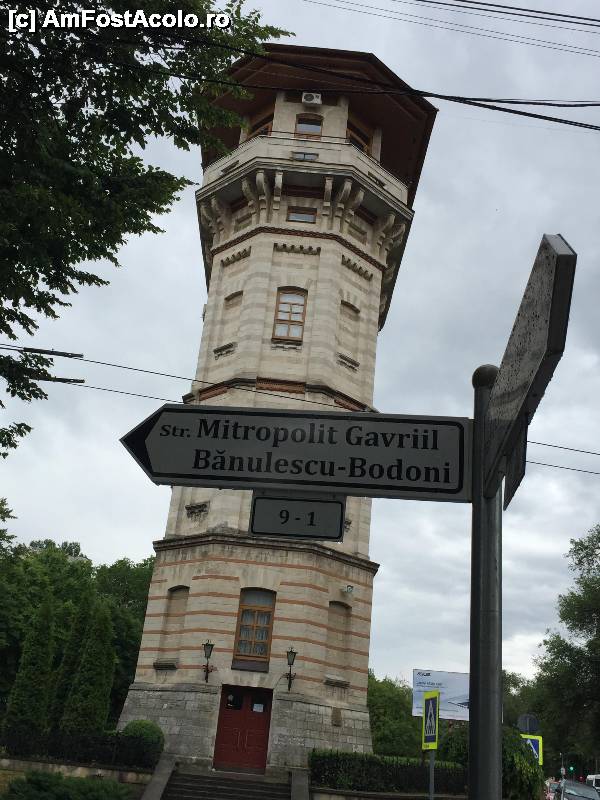 (c) AmFostAcolo.ro
Str. Mitropolit Gavriil
Bănulescu-Bodoni
9 - 1